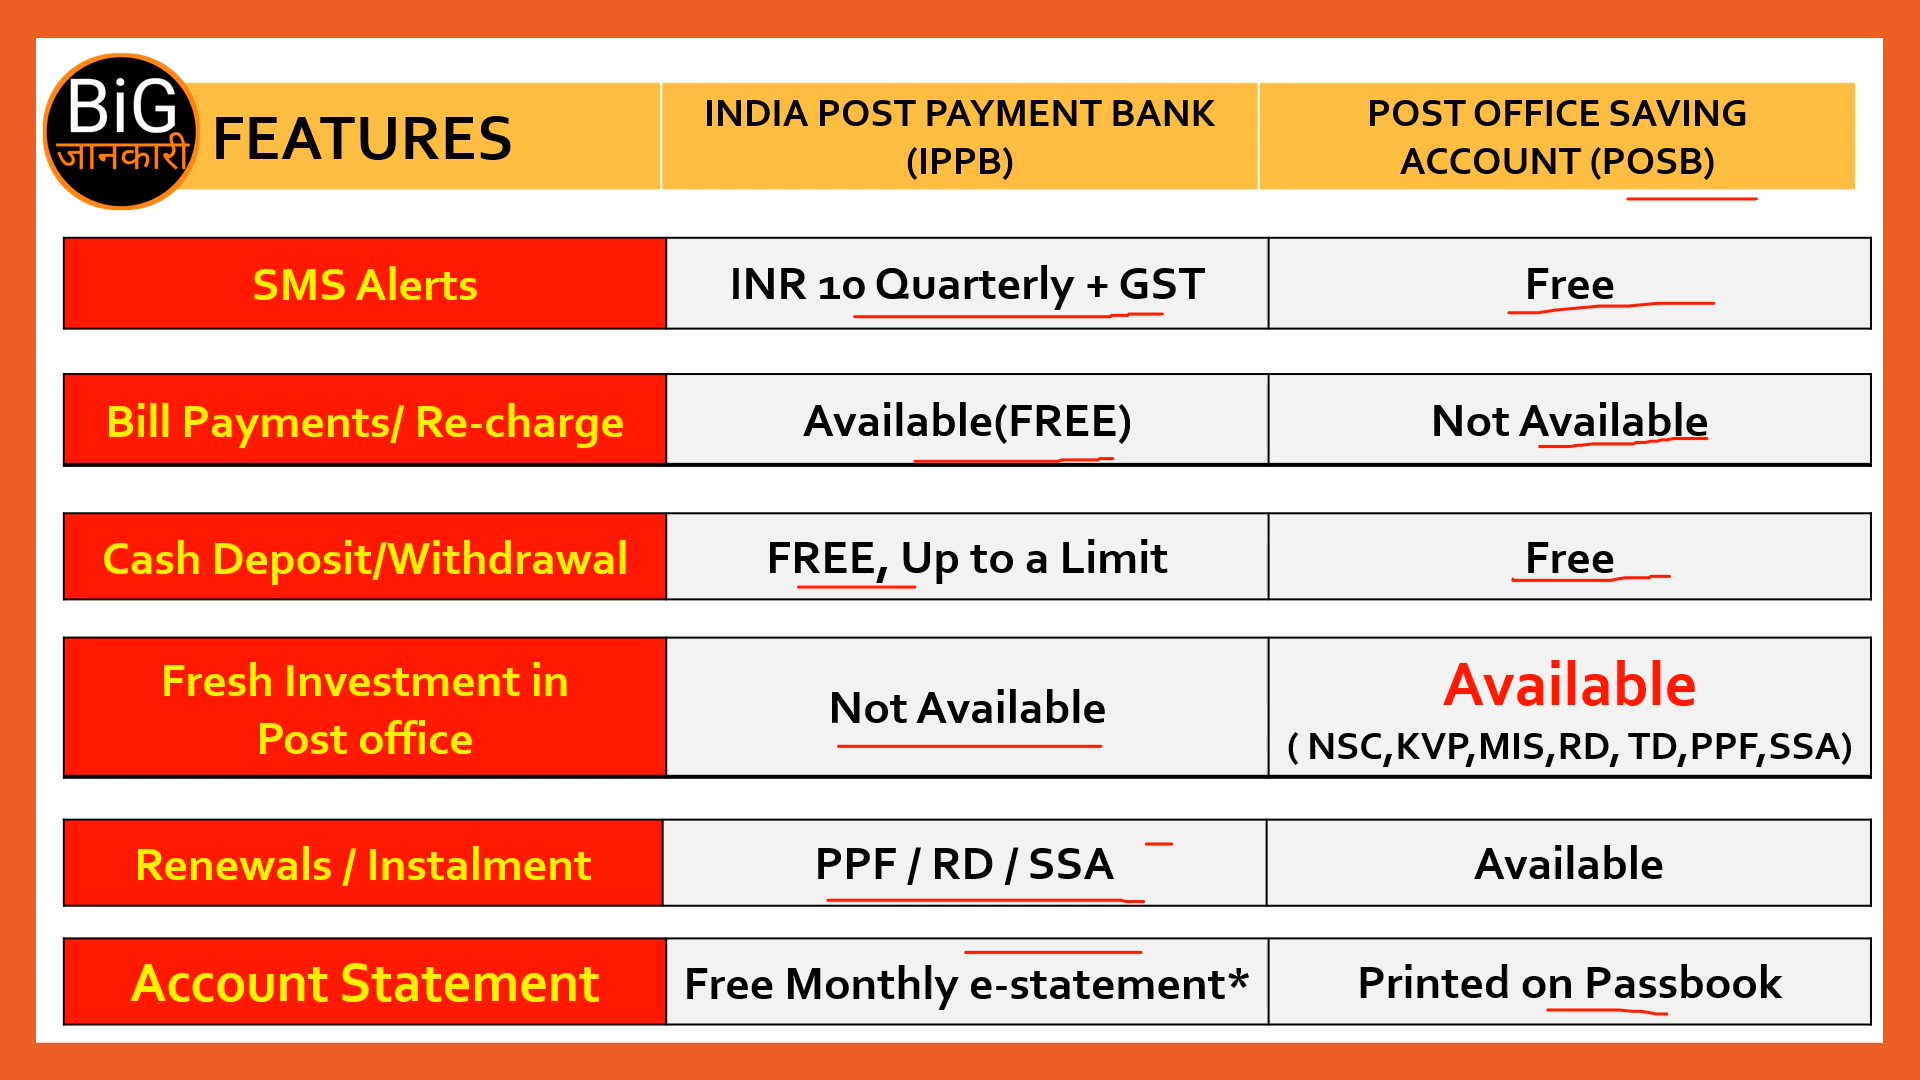 BiG
जानकारी
FEATURES
INDIA POST PAYMENT BANK
(IPPB)
POST OFFICE SAVING
ACCOUNT (POSB)
SMS Alerts
INR 10 Quarterly + GST
Free
Bill Payments/ Re-charge
Available(FREE)
Not Available
Cash Deposit/Withdrawal
FREE, Up to a Limit
Free
Fresh Investment in
Post office
Not Available
Available
( NSC,KVP,MIS,RD, TD,PPF,SSA)
Renewals / Instalment
PPF / RD / SSA
Available
Account Statement
Free Monthly e-statement*
Printed on Passbook